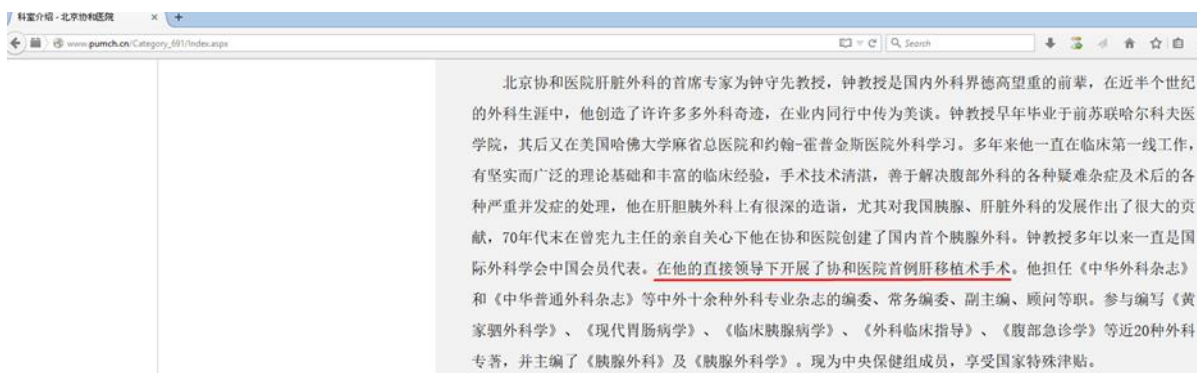 科室介绍 - 北京协和医院 × +
www.pumch.cn/Category_691/Index.aspx Search
北京协和医院肝脏外科的首席专家为钟守先教授，钟教授是国内外科界德高望重的前辈，在近半个世纪
的外科生涯中，他创造了许许多多外科奇迹，在业内同行中传为美谈。钟教授早年毕业于前苏联哈尔科夫医
学院，其后又在美国哈佛大学麻省总医院和约翰-霍普金斯医院外科学习。多年来他一直在临床第一线工作，
有坚实而广泛的理论基础和丰富的临床经验，手术技术清湛，善于解决腹部外科的各种疑难杂症及术后的各
种严重并发症的处理，他在肝胆胰外科上有很深的造诣，尤其对我国胰腺、肝脏外科的发展作出了很大的贡
献，70年代末在曾宪九主任的亲自关心下他在协和医院创建了国内首个胰腺外科。钟教授多年以来一直是国
际外科学会中国会员代表。在他的直接领导下开展了协和医院首例肝移植术手术。他担任《中华外科杂志》
和《中华普通外科杂志》等中外十余种外科专业杂志的编委、常务编委、副主编、顾问等职。参与编写《黄
家驷外科学》、《现代胃肠病学》、《临床胰腺病学》、《外科临床指导》、《腹部急诊学》等近20种外科
专著，并主编了《胰腺外科》及《胰腺外科学》。现为中央保健组成员，享受国家特殊津贴。